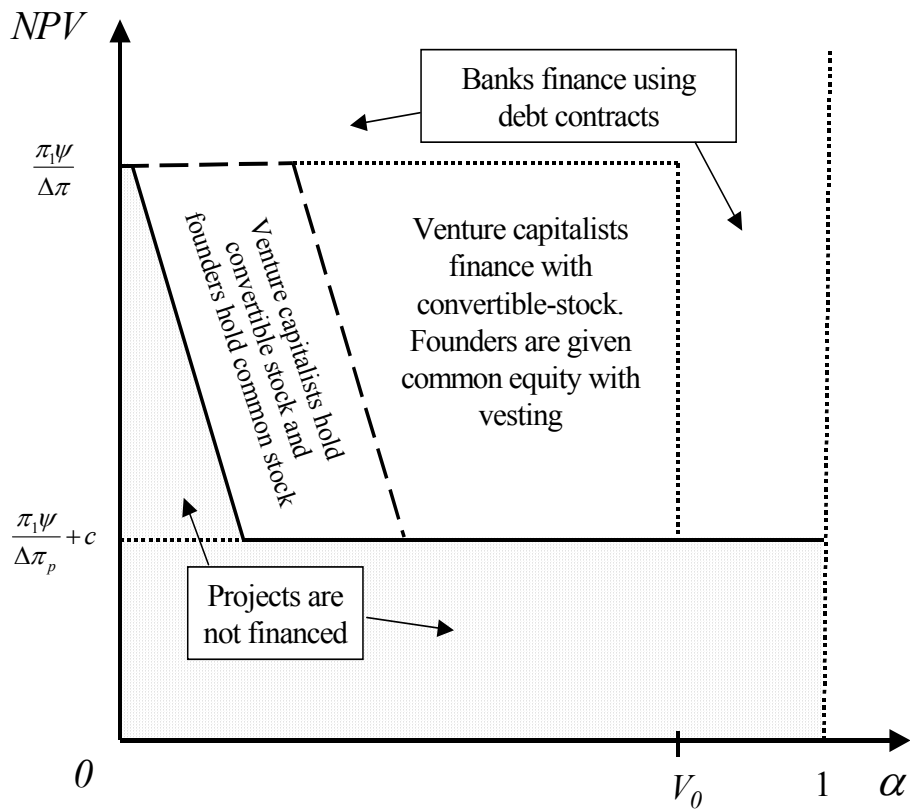 NPV
Banks finance using
debt contracts
π₁ψ
Δπ
Venture capitalists hold
convertible stock and
founders hold common stock
Venture capitalists
finance with
convertible-stock.
Founders are given
common equity with
vesting
π₁ψ
Δπₚ
+ c
Projects are
not financed
0
V₀
1
α